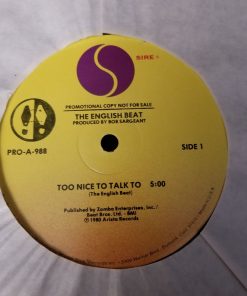 SIRE
PROMOTIONAL COPY NOT FOR SALE
THE ENGLISH BEAT
PRODUCED BY BOB SARGEANT
PRO-A-988
SIDE 1
TOO NICE TO TALK TO 5:00
(The English Beat)
Published by Zomba Enterprises, Inc. /
Beat Bros. Ltd. - BMI
℗ 1980 Arista Records